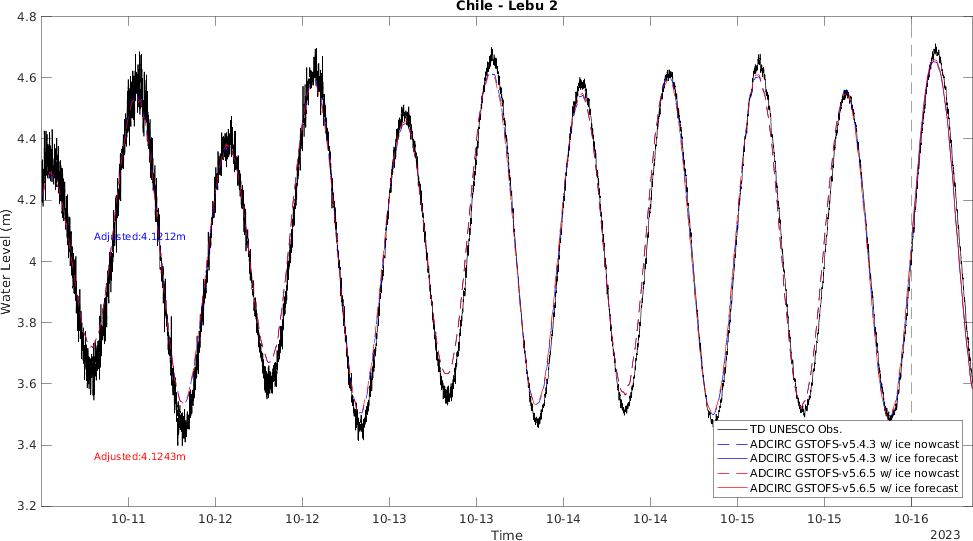 Chile - Lebu 2
4.8
4.6
4.4
4.2
4
3.8
3.6
3.4
3.2
Water Level (m)
Adjusted:4.1212m
Adjusted:4.1243m
TD UNESCO Obs.
ADCIRC GSTOFS-v5.4.3 w/ ice nowcast
ADCIRC GSTOFS-v5.4.3 w/ ice forecast
ADCIRC GSTOFS-v5.6.5 w/ ice nowcast
ADCIRC GSTOFS-v5.6.5 w/ ice forecast
10-11 10-12 10-12 10-13 10-13 10-14 10-14 10-15 10-15 10-16
Time
2023